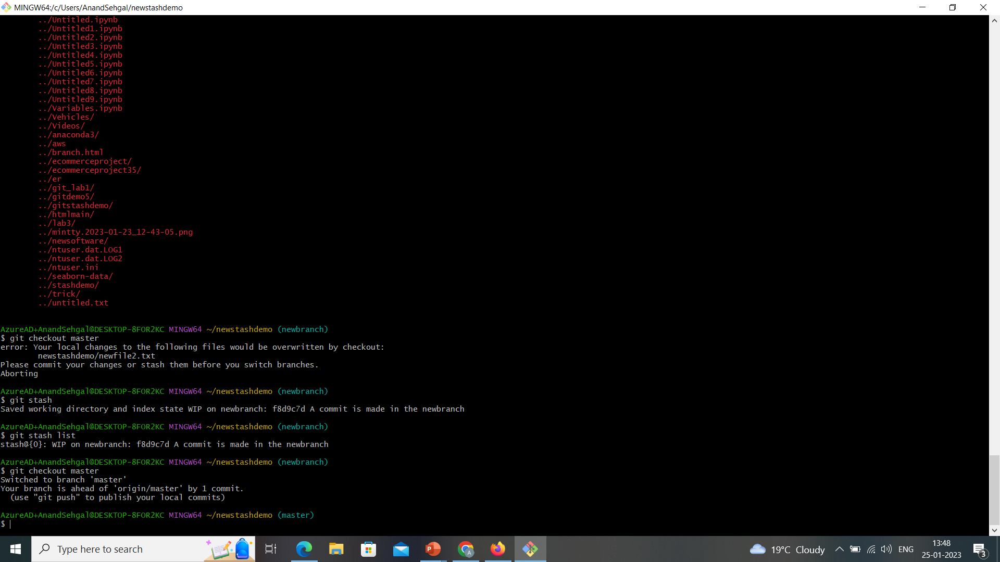 MINGW64:/c/Users/AnandSehgal/newstashdemo
../Untitled.ipynb
../Untitled1.ipynb
../Untitled2.ipynb
../Untitled3.ipynb
../Untitled4.ipynb
../Untitled5.ipynb
../Untitled6.ipynb
../Untitled7.ipynb
../Untitled8.ipynb
../Untitled9.ipynb
../Variables.ipynb
../Vehicles/
../Videos/
../anaconda3/
../aws
../branch.html
../ecommerceproject/
../ecommerceproject35/
../er
../git_lab1/
../gitdemo5/
../gitstashdemo/
../htmlmain/
../lab3/
../mintty.2023-01-23_12-43-05.png
../newsoftware/
../ntuser.dat.LOG1
../ntuser.dat.LOG2
../ntuser.ini
../seaborn-data/
../stashdemo/
../trick/
../untitled.txt
AzureAD+AnandSehgal@DESKTOP-8FOR2KC MINGW64 ~/newstashdemo (newbranch)
$ git checkout master
error: Your local changes to the following files would be overwritten by checkout:
newstashdemo/newfile2.txt
Please commit your changes or stash them before you switch branches.
Aborting
AzureAD+AnandSehgal@DESKTOP-8FOR2KC MINGW64 ~/newstashdemo (newbranch)
$ git stash
Saved working directory and index state WIP on newbranch: f8d9c7d A commit is made in the newbranch
AzureAD+AnandSehgal@DESKTOP-8FOR2KC MINGW64 ~/newstashdemo (newbranch)
$ git stash list
stash@{0}: WIP on newbranch: f8d9c7d A commit is made in the newbranch
AzureAD+AnandSehgal@DESKTOP-8FOR2KC MINGW64 ~/newstashdemo (newbranch)
$ git checkout master
Switched to branch 'master'
Your branch is ahead of 'origin/master' by 1 commit.
(use "git push" to publish your local commits)
AzureAD+AnandSehgal@DESKTOP-8FOR2KC MINGW64 ~/newstashdemo (master)
$
Type here to search
P
A
19°C Cloudy
ENG
13:48
25-01-2023
3